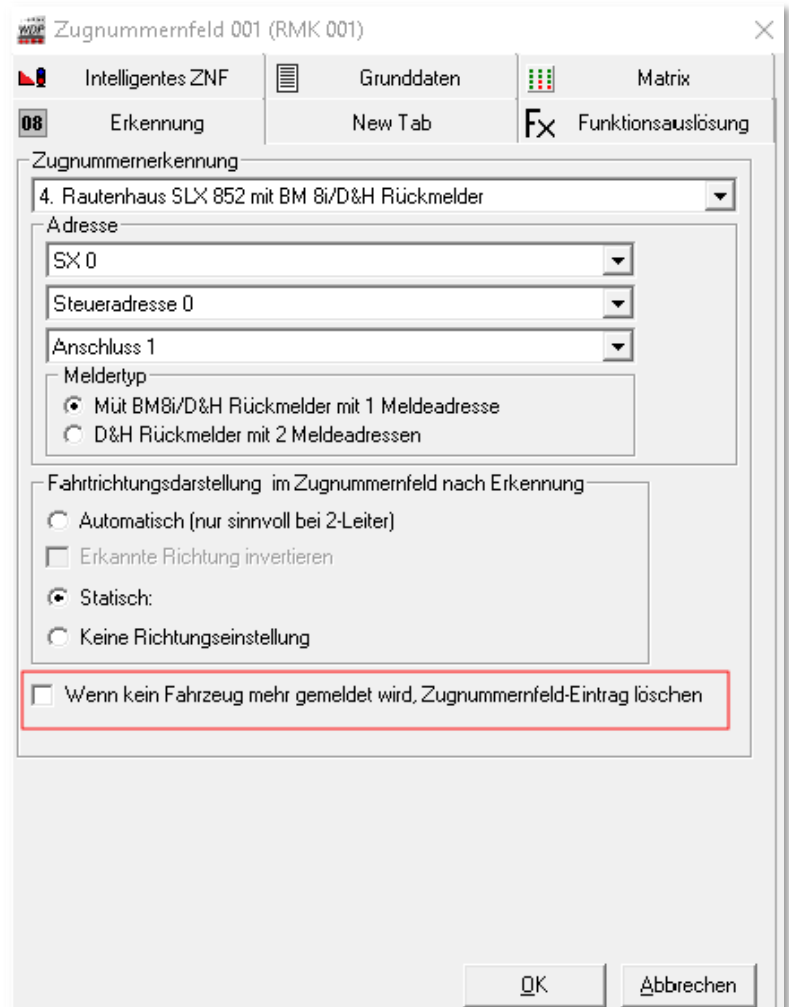 WDP Zugnummernfeld 001 (RMK 001)
Intelligentes ZNF Grunddaten Matrix
08 Erkennung New Tab Fx Funktionsauslösung
Zugnummernerkennung
4. Rautenhaus SLX 852 mit BM 8i/D&H Rückmelder
Adresse
SX 0
Steueradresse 0
Anschluss 1
Meldertyp
Müt BM8i/D&H Rückmelder mit 1 Meldeadresse
D&H Rückmelder mit 2 Meldeadressen
Fahrtrichtungsdarstellung im Zugnummernfeld nach Erkennung
Automatisch (nur sinnvoll bei 2-Leiter)
Erkannte Richtung invertieren
Statisch:
Keine Richtungseinstellung
Wenn kein Fahrzeug mehr gemeldet wird, Zugnummernfeld-Eintrag löschen
OK Abbrechen